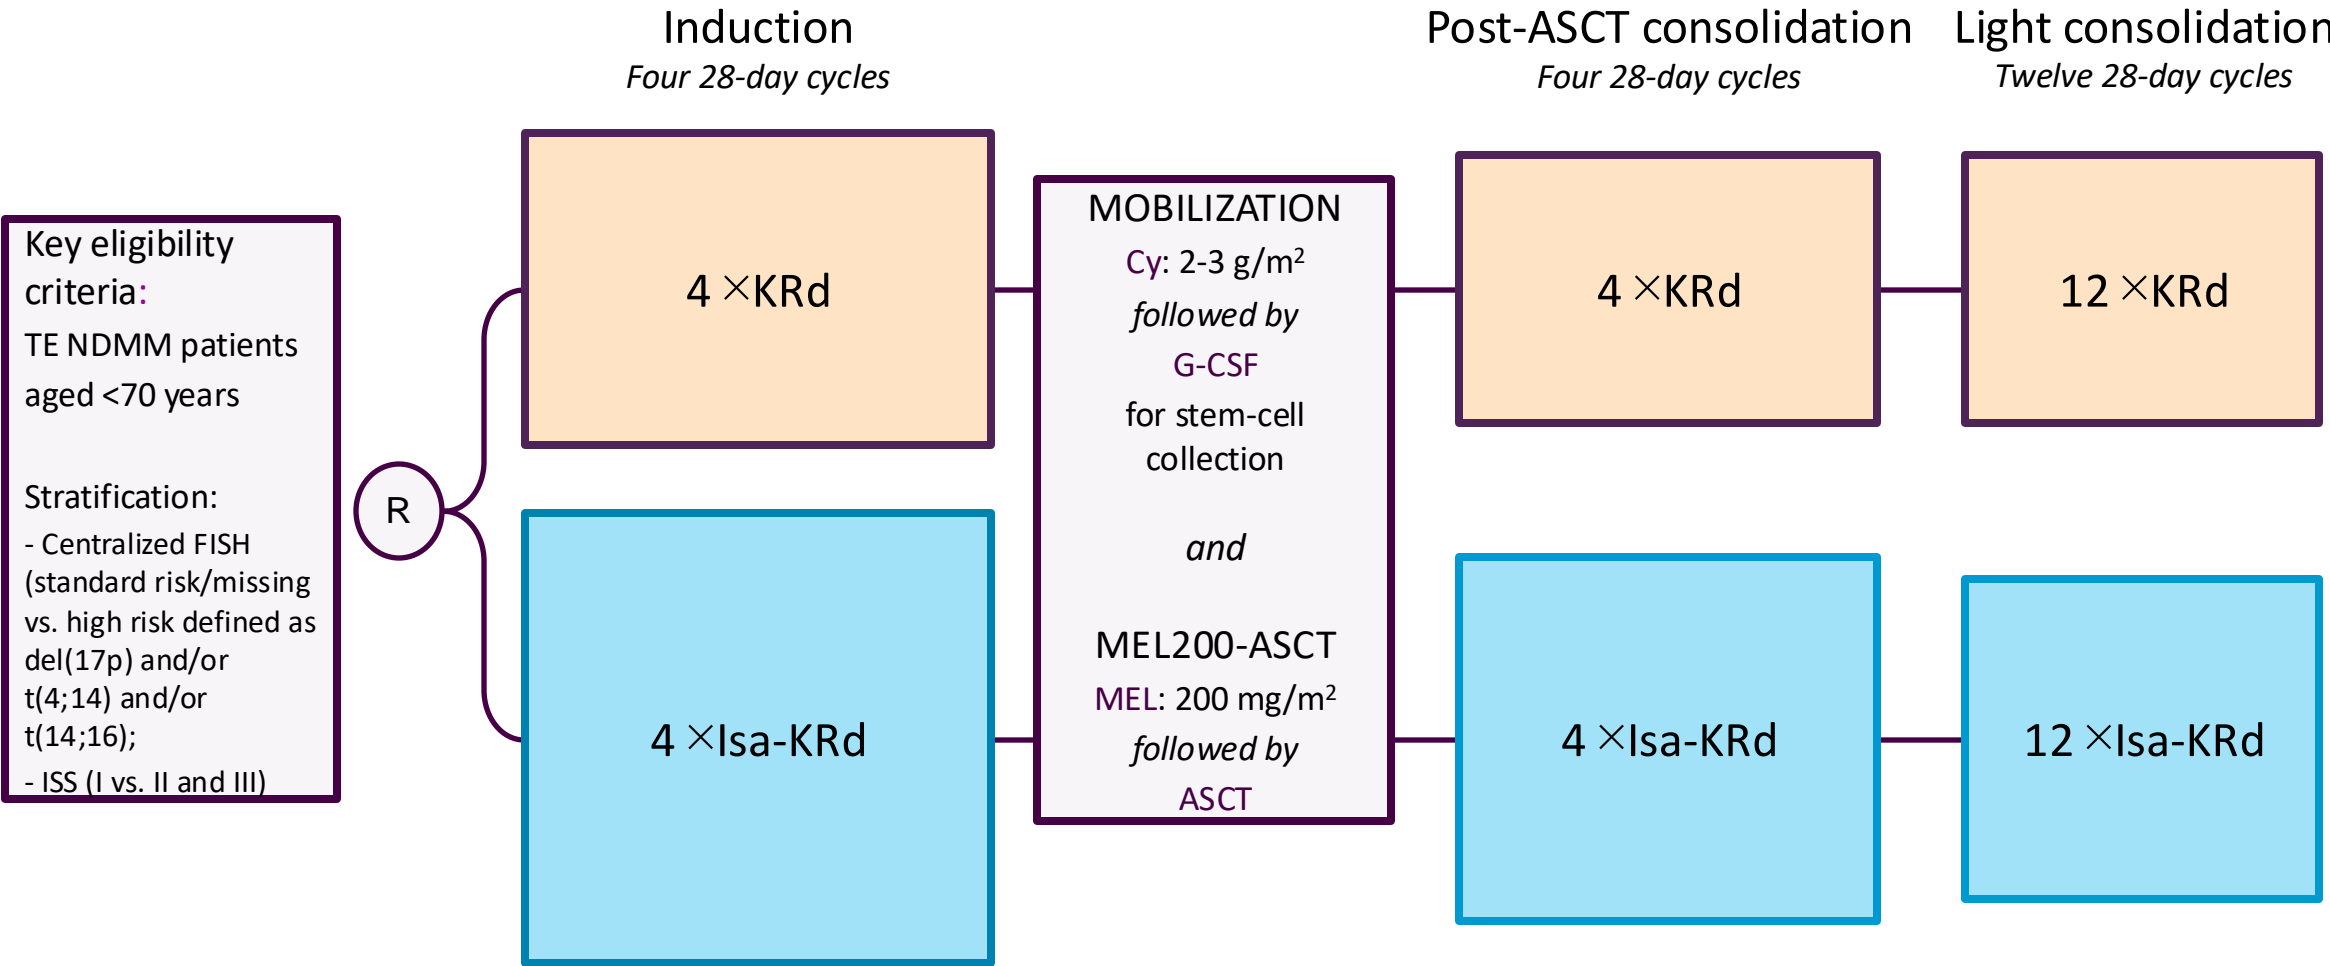 Induction
Four 28-day cycles
Post-ASCT consolidation
Four 28-day cycles
Light consolidation
Twelve 28-day cycles
Key eligibility
criteria:
TE NDMM patients
aged <70 years
Stratification:
- Centralized FISH
(standard risk/missing
vs. high risk defined as
del(17p) and/or
t(4;14) and/or
t(14;16);
- ISS (I vs. II and III)
R
4 ×KRd
4 ×Isa-KRd
MOBILIZATION
Cy: 2-3 g/m²
followed by
G-CSF
for stem-cell
collection
and
MEL200-ASCT
MEL: 200 mg/m²
followed by
ASCT
4 ×KRd
4 ×Isa-KRd
12 ×KRd
12 ×Isa-KRd